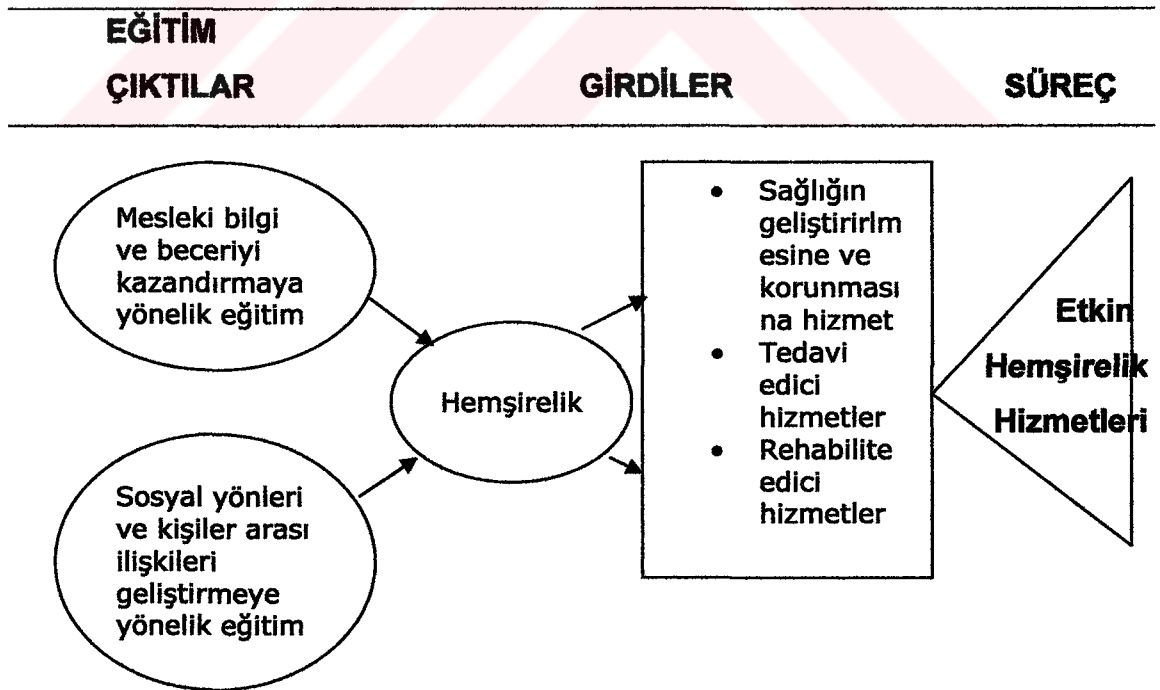 EĞİTİM
ÇIKTILAR
GİRDİLER
SÜREÇ
Mesleki bilgi
ve beceriyi
kazandırmaya
yönelik eğitim
Sosyal yönleri
ve kişiler arası
ilişkileri
geliştirmeye
yönelik eğitim
Hemşirelik
• Sağlığın
geliştirirlm
esine ve
korunması
na hizmet
• Tedavi
edici
hizmetler
• Rehabilite
edici
hizmetler
Etkin
Hemşirelik
Hizmetleri